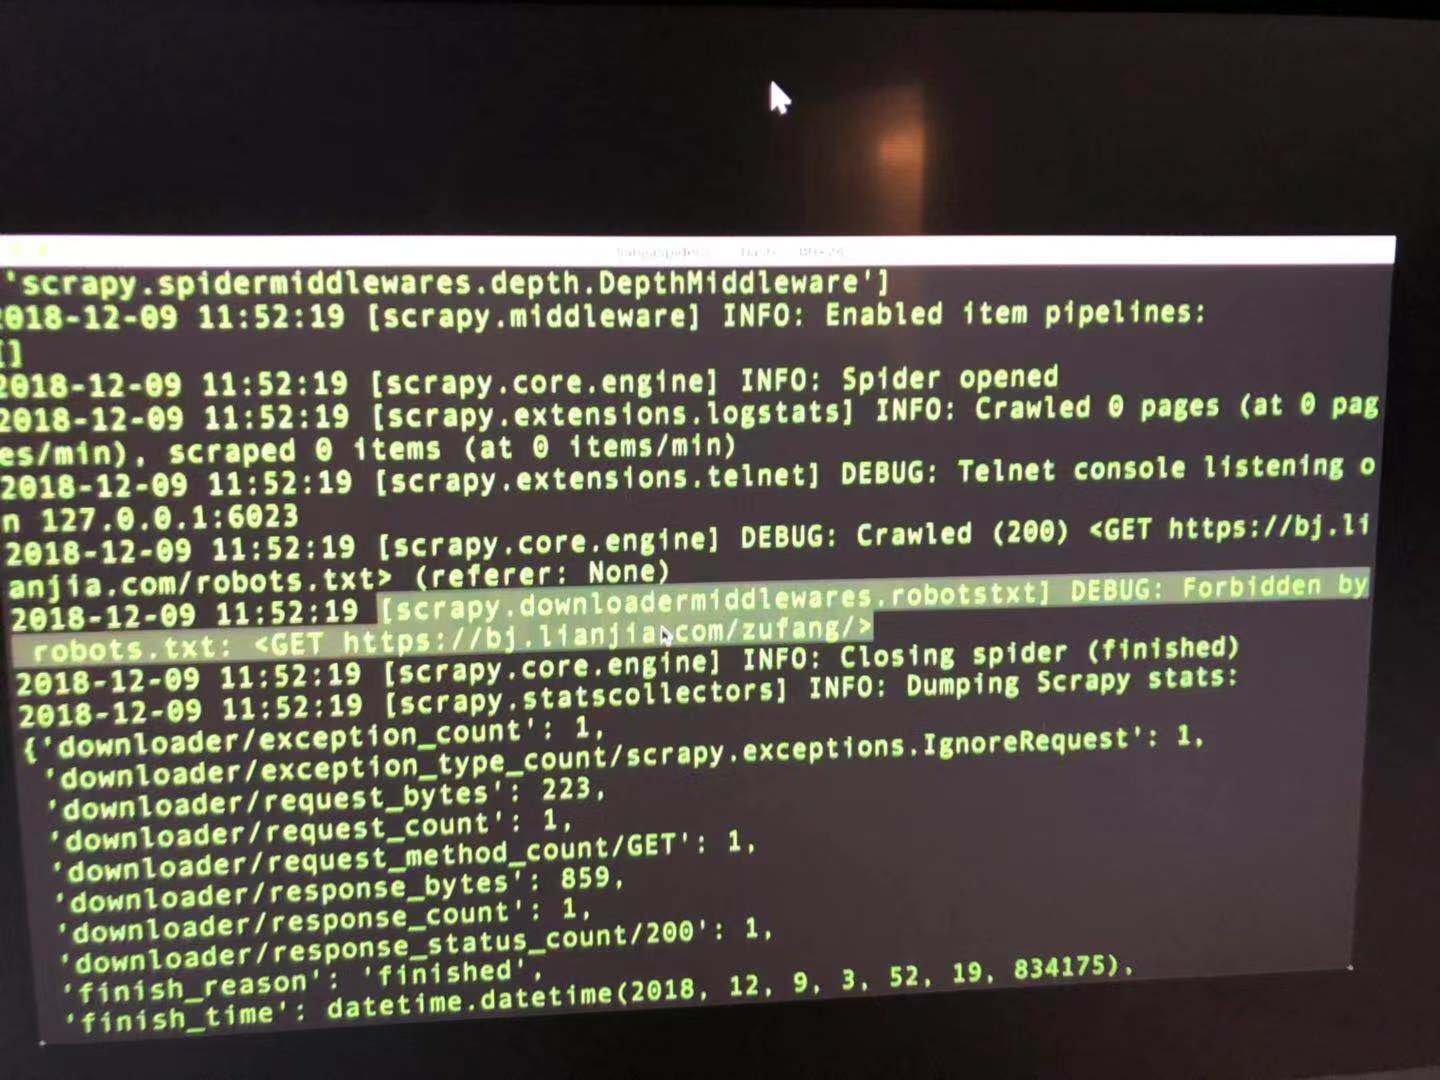 'scrapy.spidermiddlewares.depth.DepthMiddleware']
2018-12-09 11:52:19 [scrapy.middleware] INFO: Enabled item pipelines:
[]
2018-12-09 11:52:19 [scrapy.core.engine] INFO: Spider opened
2018-12-09 11:52:19 [scrapy.extensions.logstats] INFO: Crawled 0 pages (at 0 pag
es/min), scraped 0 items (at 0 items/min)
2018-12-09 11:52:19 [scrapy.extensions.telnet] DEBUG: Telnet console listening o
n 127.0.0.1:6023
2018-12-09 11:52:19 [scrapy.core.engine] DEBUG: Crawled (200) <GET https://bj.li
anjia.com/robots.txt> (referer: None)
2018-12-09 11:52:19 [scrapy.downloadermiddlewares.robotstxt] DEBUG: Forbidden by
robots.txt: <GET https://bj.lianjia.com/zufang/>
2018-12-09 11:52:19 [scrapy.core.engine] INFO: Closing spider (finished)
2018-12-09 11:52:19 [scrapy.statscollectors] INFO: Dumping Scrapy stats:
{'downloader/exception_count': 1,
'downloader/exception_type_count/scrapy.exceptions.IgnoreRequest': 1,
'downloader/request_bytes': 223,
'downloader/request_count': 1,
'downloader/request_method_count/GET': 1,
'downloader/response_bytes': 859,
'downloader/response_count': 1,
'downloader/response_status_count/200': 1,
'finish_reason': 'finished',
'finish_time': datetime.datetime(2018, 12, 9, 3, 52, 19, 834175),